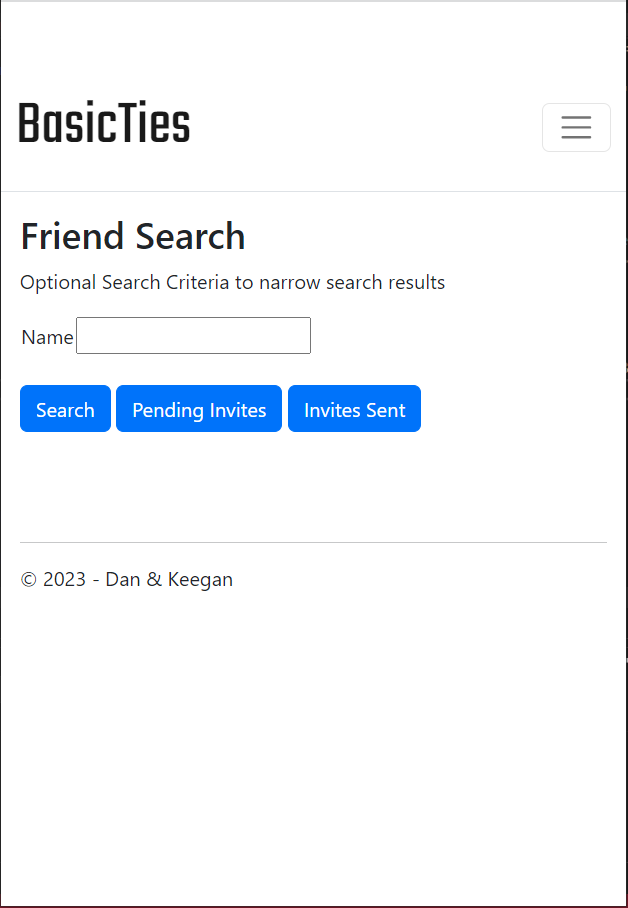 BasicTies
Friend Search
Optional Search Criteria to narrow search results
Name
Search Pending Invites Invites Sent
© 2023 - Dan & Keegan